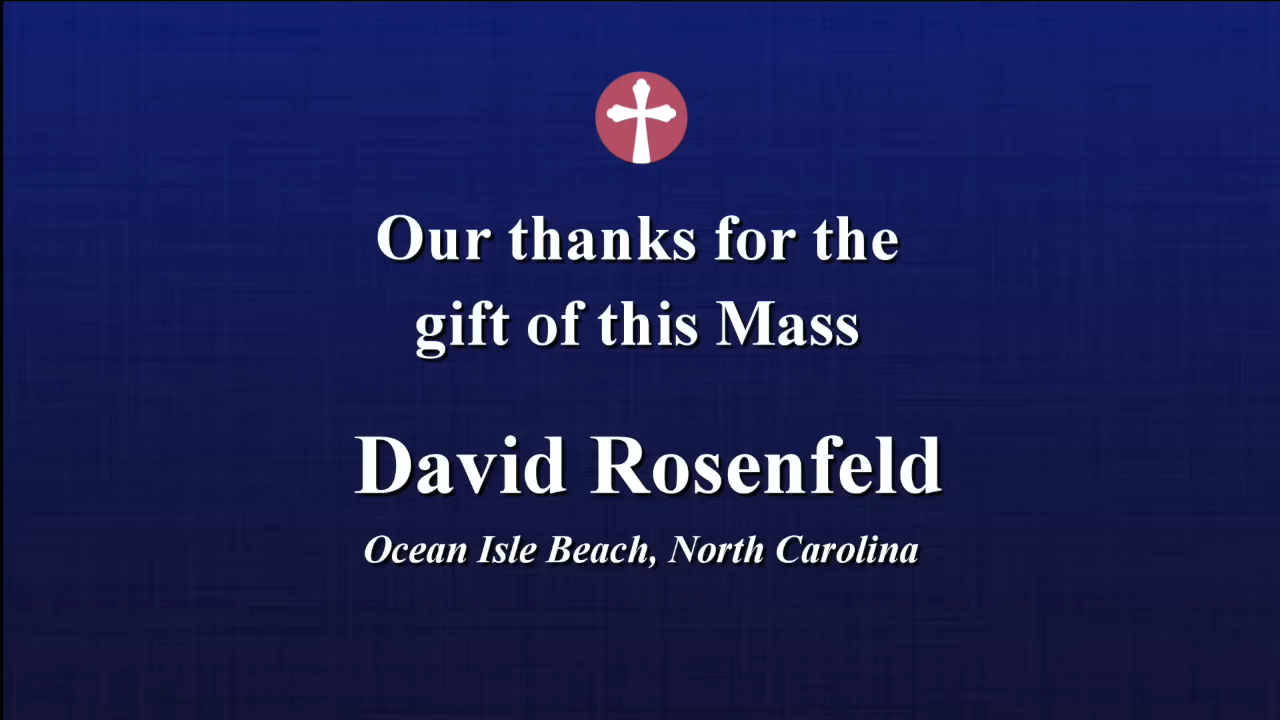 Our thanks for the
gift of this Mass
David Rosenfeld
Ocean Isle Beach, North Carolina